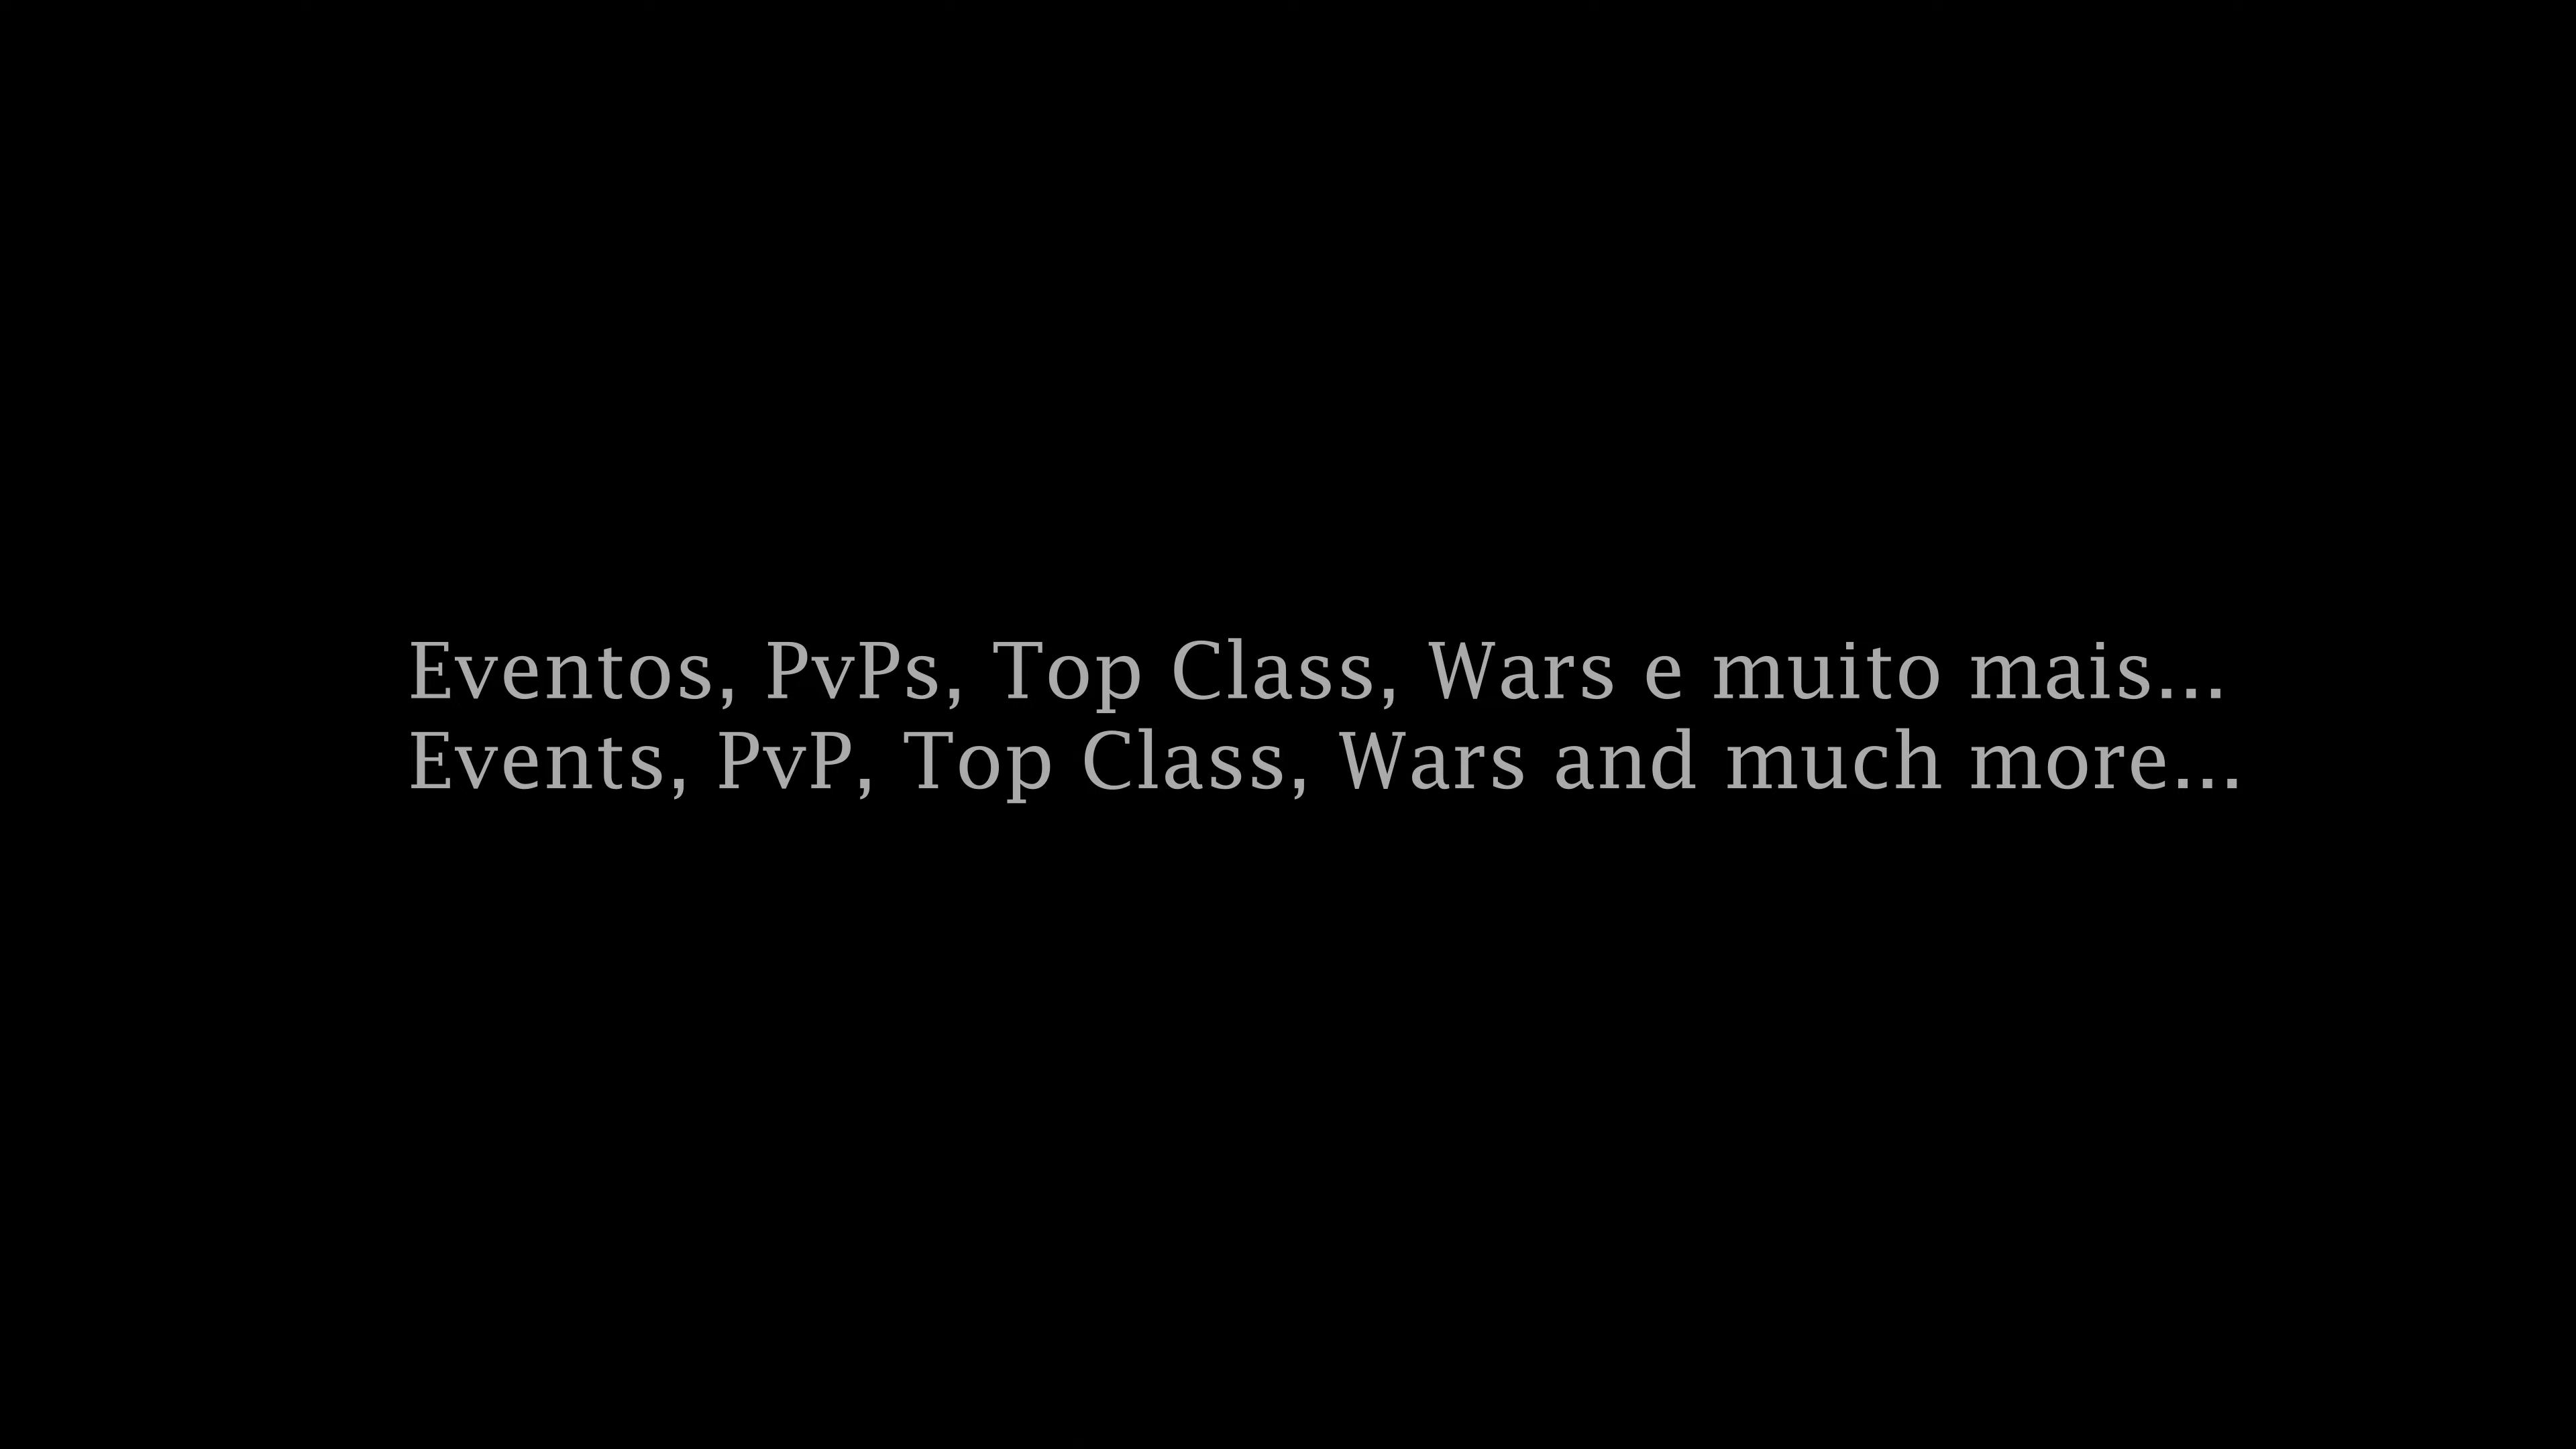 Eventos, PvPs, Top Class, Wars e muito mais...
Events, PvP, Top Class, Wars and much more...